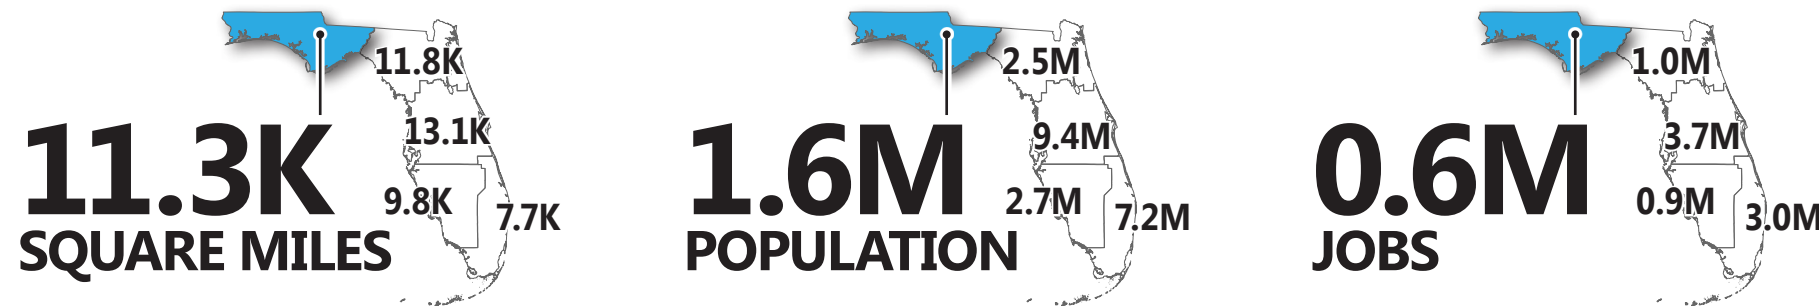 11.8K
13.1K
11.3K
9.8K
7.7K
SQUARE MILES
2.5M
9.4M
1.6M
2.7M
7.2M
POPULATION
1.0M
3.7M
0.6M
0.9M
3.0M
JOBS